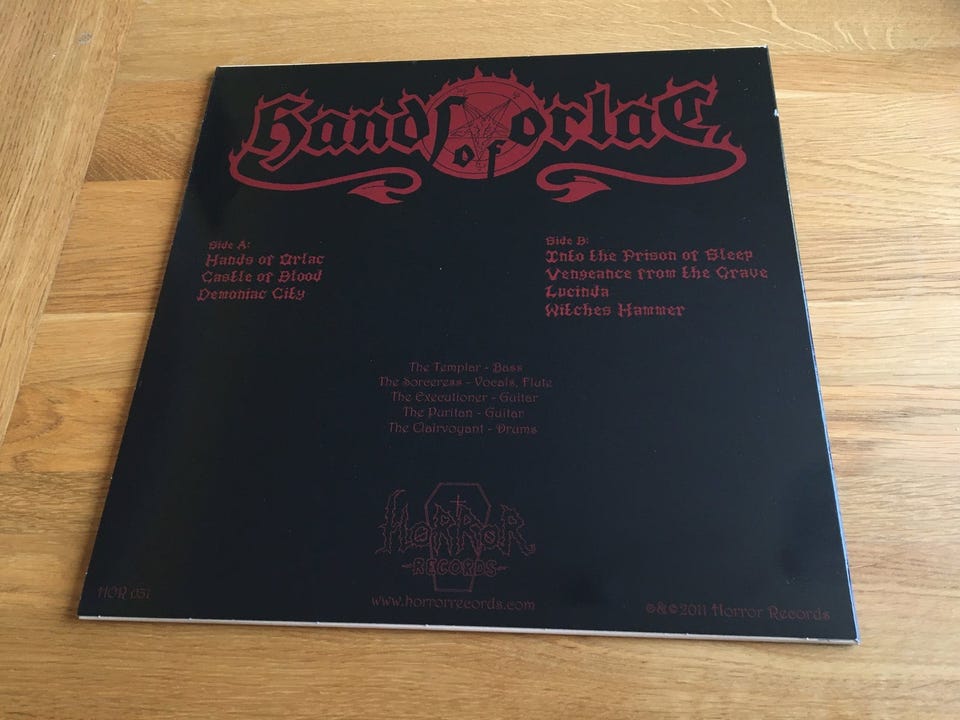 Hands of Orlac
Side A:
Hands of Orlac
Castle of Blood
Demoniac City
Side B:
Into the Prison of Sleep
Vengeance from the Grave
Lucinda
Witches Hammer
The Templar - Bass
The Sorceress - Vocals, Flute
The Executioner - Guitar
The Puritan - Guitar
The Clairvoyant - Drums
HORROR
RECORDS
www.horrorrecords.com
HOR 051
℗&©2011 Horror Records